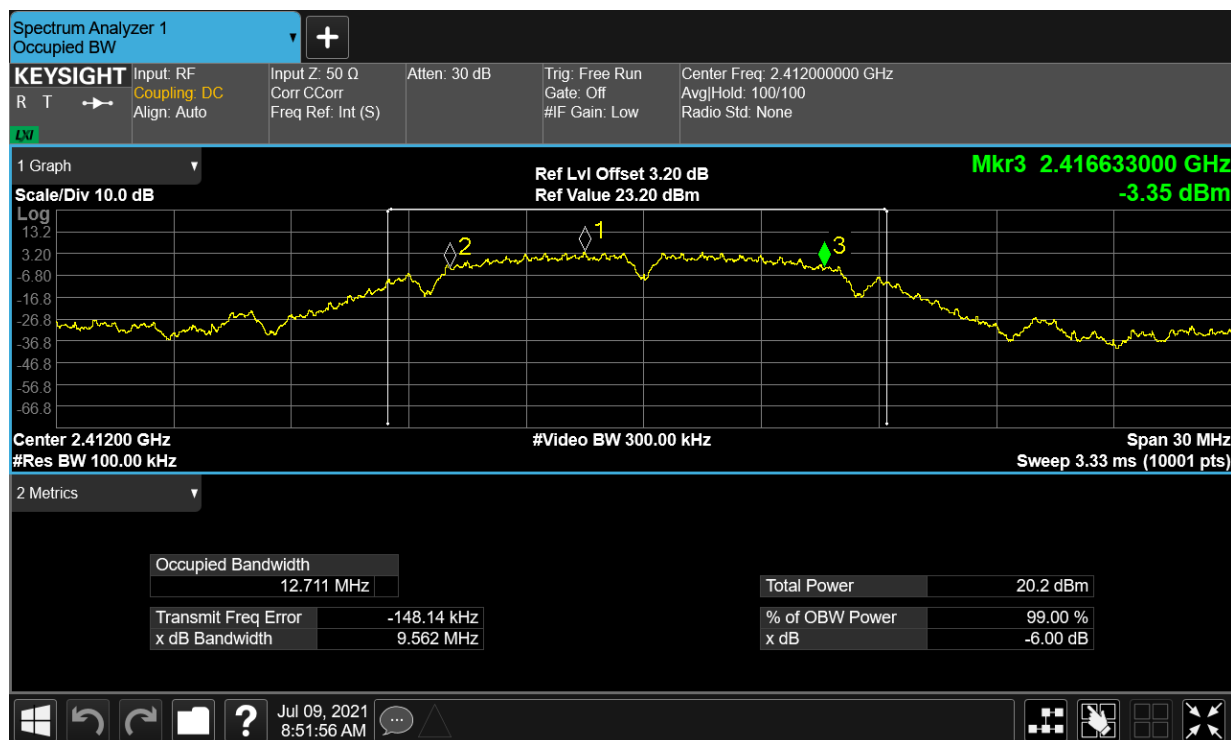 Spectrum Analyzer 1
Occupied BW
KEYSIGHT
R T
LXI
Input: RF
Coupling: DC
Align: Auto
Input Z: 50 Ω
Corr CCorr
Freq Ref: Int (S)
Atten: 30 dB
Trig: Free Run
Gate: Off
#IF Gain: Low
Center Freq: 2.412000000 GHz
Avg|Hold: 100/100
Radio Std: None
1 Graph
Scale/Div 10.0 dB
Ref Lvl Offset 3.20 dB
Ref Value 23.20 dBm
Mkr3 2.416633000 GHz
-3.35 dBm
Log
13.2
3.20
-6.80
-16.8
-26.8
-36.8
-46.8
-56.8
-66.8
2
1
3
Center 2.41200 GHz
#Res BW 100.00 kHz
#Video BW 300.00 kHz
Span 30 MHz
Sweep 3.33 ms (10001 pts)
2 Metrics
Occupied Bandwidth
12.711 MHz
Transmit Freq Error -148.14 kHz
x dB Bandwidth 9.562 MHz
Total Power 20.2 dBm
% of OBW Power 99.00 %
x dB -6.00 dB
?
Jul 09, 2021
8:51:56 AM